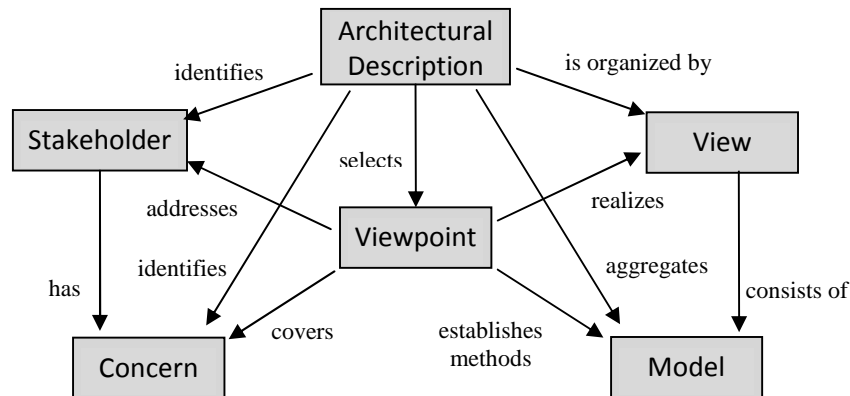 Architectural
Description
identifies
is organized by
Stakeholder
View
selects
addresses
realizes
Viewpoint
identifies
aggregates
has
consists of
covers
establishes
methods
Concern
Model